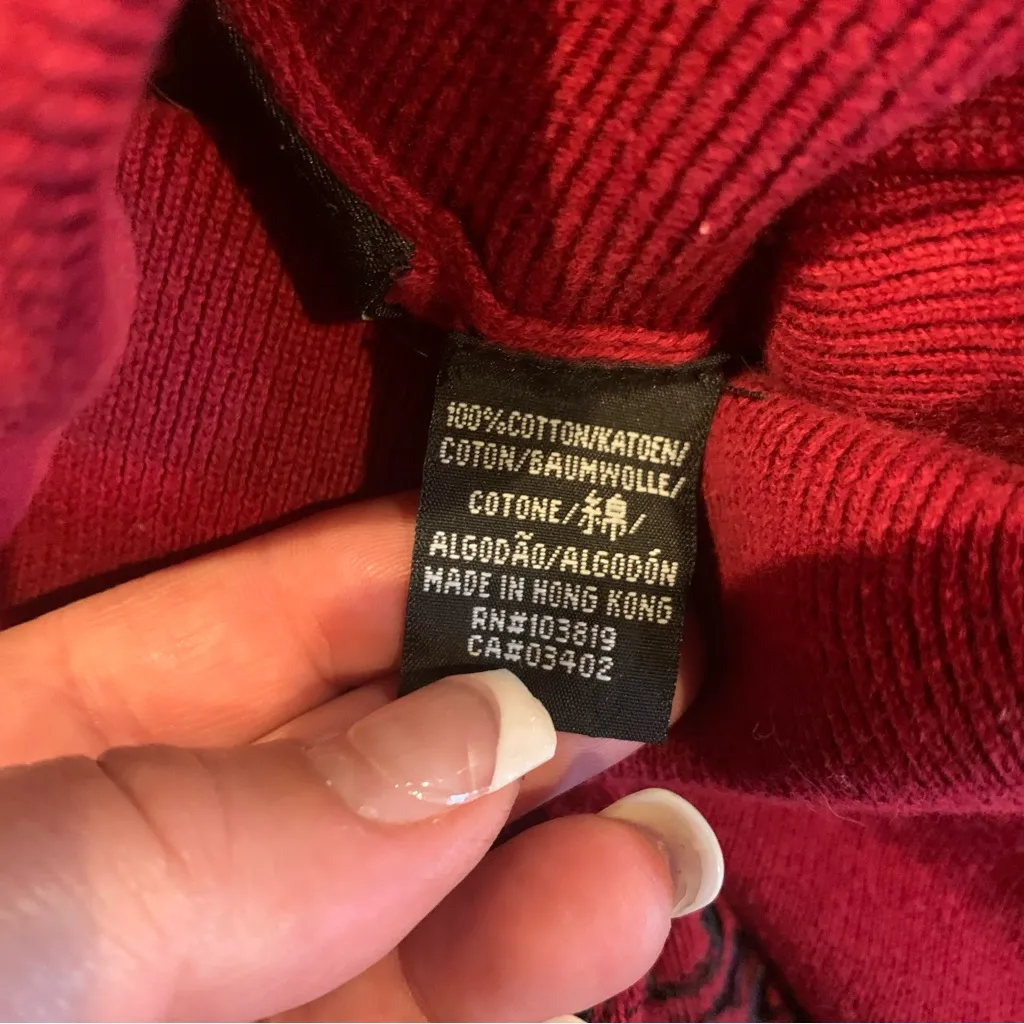 100%COTTON/KATOEN/
COTON/BAUMWOLLE/
COTONE/綿/
ALGODÃO/ALGODÓN
MADE IN HONG KONG
RN#103819
CA#03402